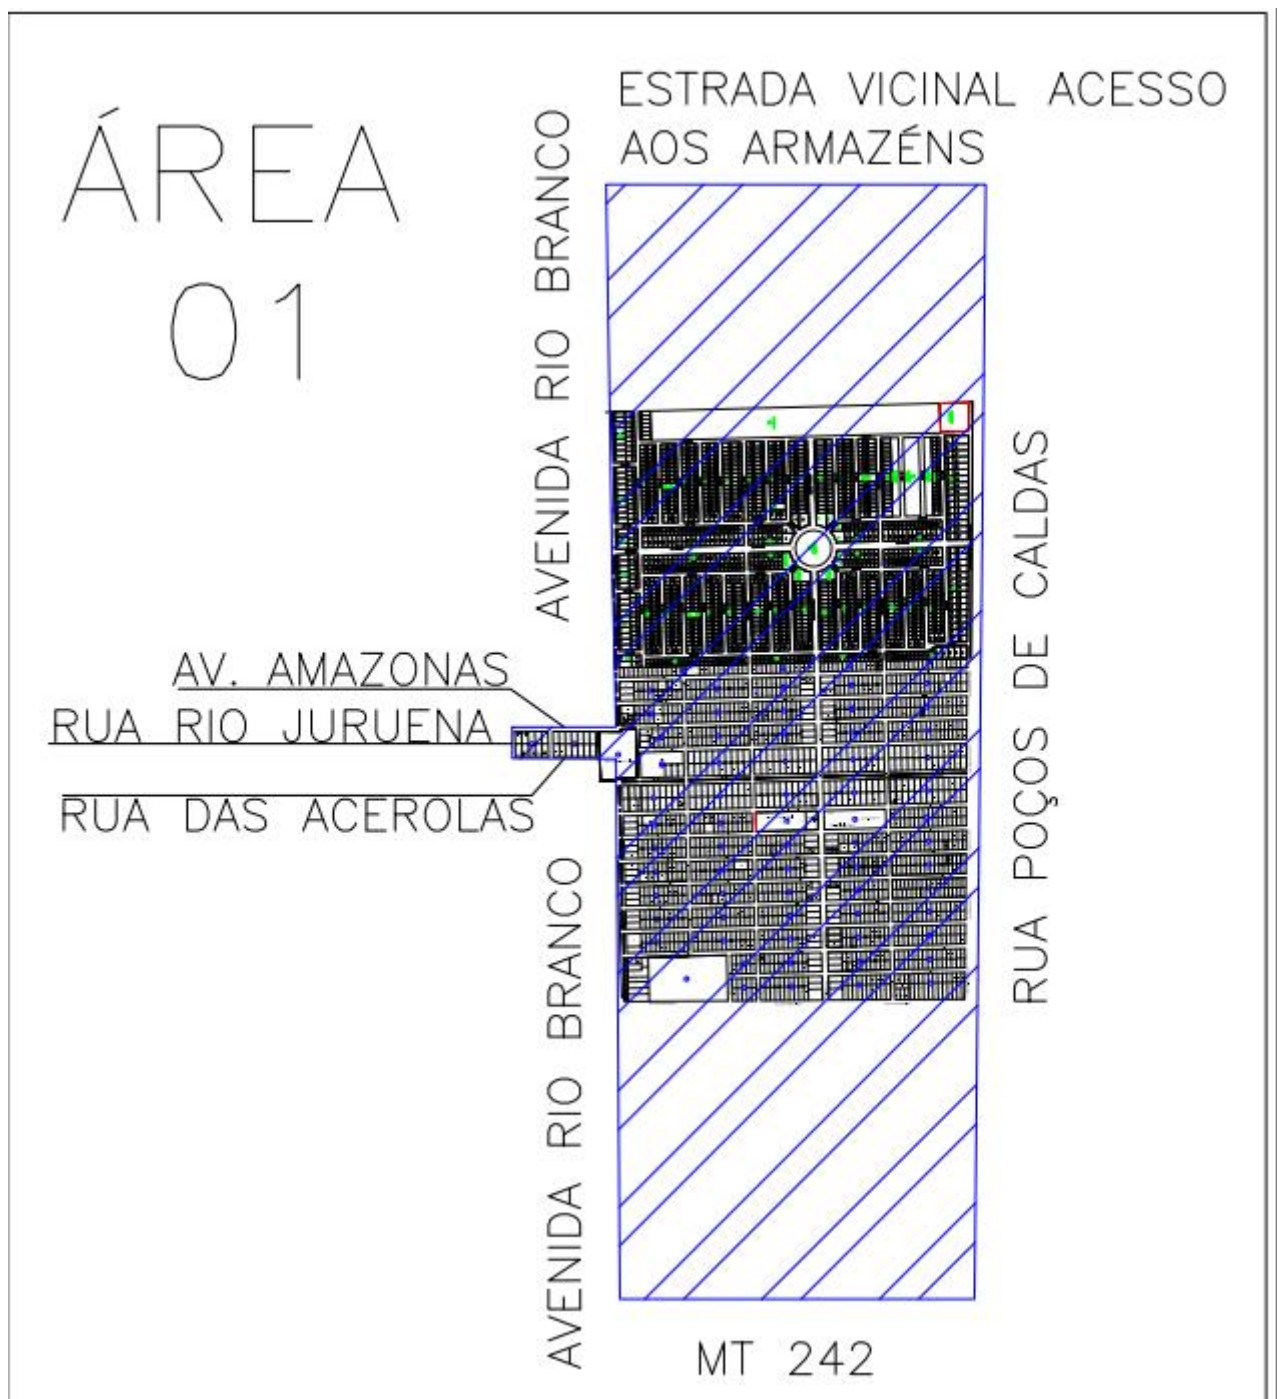 ÁREA
01
ESTRADA VICINAL ACESSO
AOS ARMAZÉNS
AVENIDA RIO BRANCO
RUA POÇOS DE CALDAS
AV. AMAZONAS
RUA RIO JURUENA
RUA DAS ACEROLAS
AVENIDA RIO BRANCO
MT 242